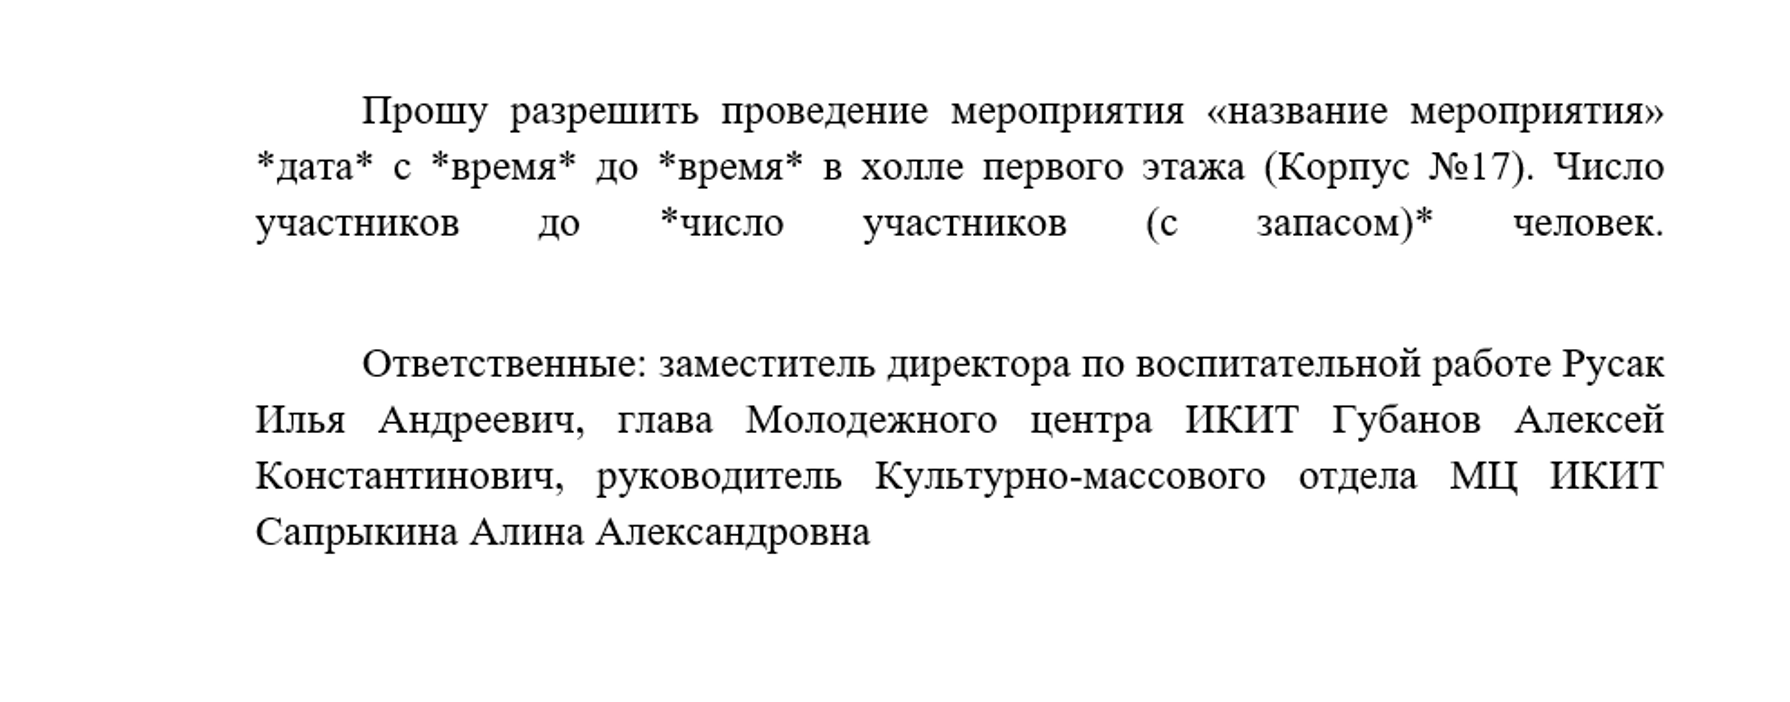 Прошу разрешить проведение мероприятия «название мероприятия»
*дата* с *время* до *время* в холле первого этажа (Корпус №17). Число
участников до *число участников (с запасом)* человек.
Ответственные: заместитель директора по воспитательной работе Русак
Илья Андреевич, глава Молодежного центра ИКИТ Губанов Алексей
Константинович, руководитель Культурно-массового отдела МЦ ИКИТ
Сапрыкина Алина Александровна